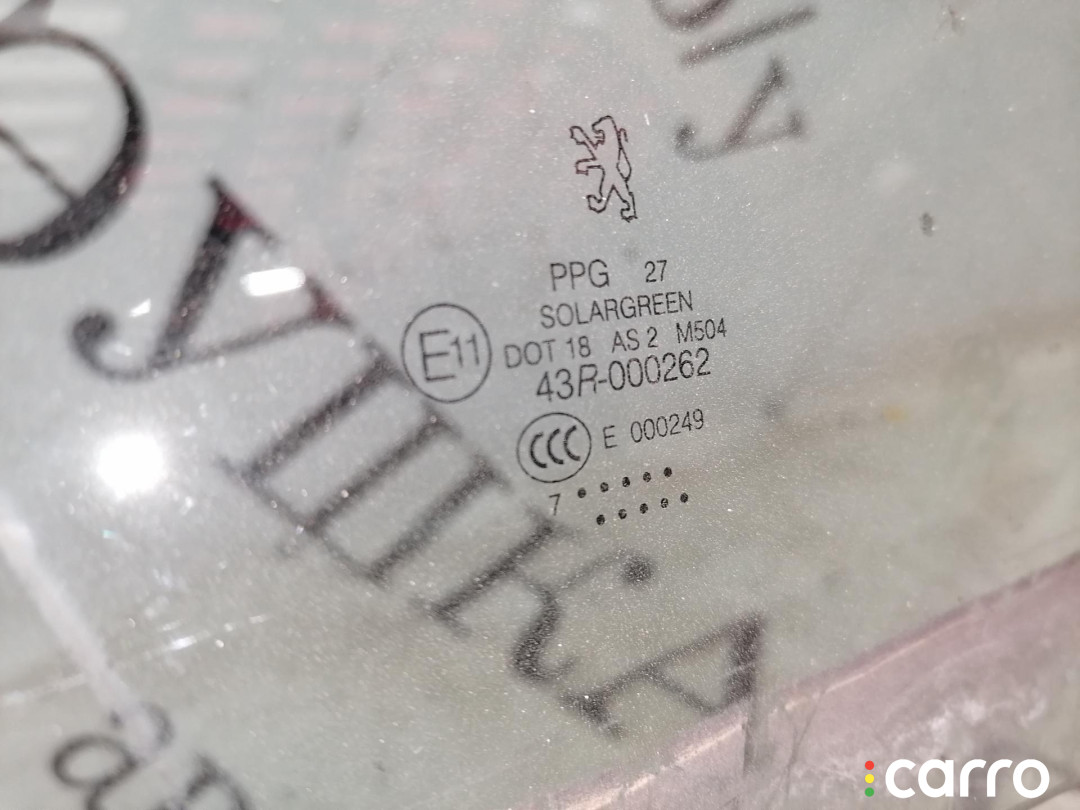 PPG 27
SOLARGREEN
E11 DOT 18 AS 2 M504
43R-000262
CCC E 000249
7
carro